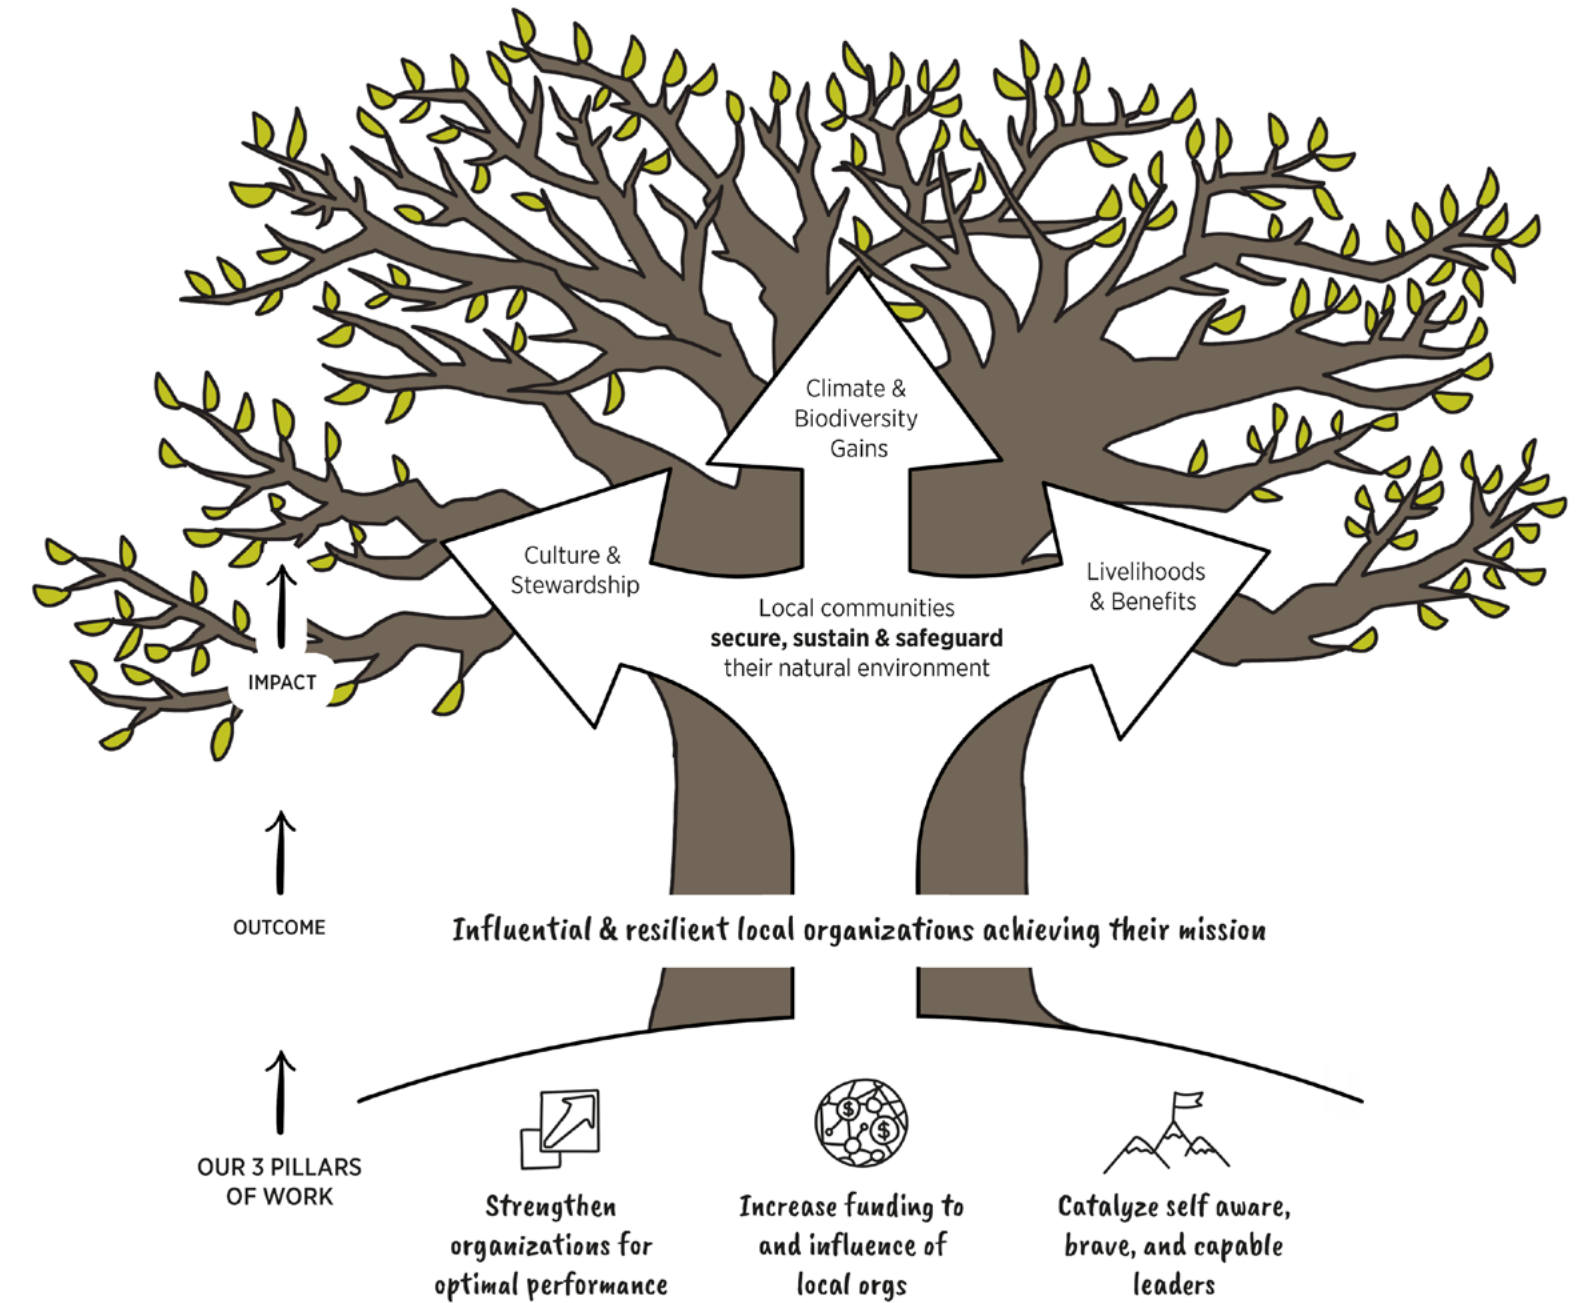 Climate &
Biodiversity
Gains
Culture &
Stewardship
Livelihoods
& Benefits
Local communities
secure, sustain & safeguard
their natural environment
IMPACT
OUTCOME
Influential & resilient local organizations achieving their mission
OUR 3 PILLARS
OF WORK
Strengthen
organizations for
optimal performance
Increase funding to
and influence of
local orgs
Catalyze self aware,
brave, and capable
leaders
$
$